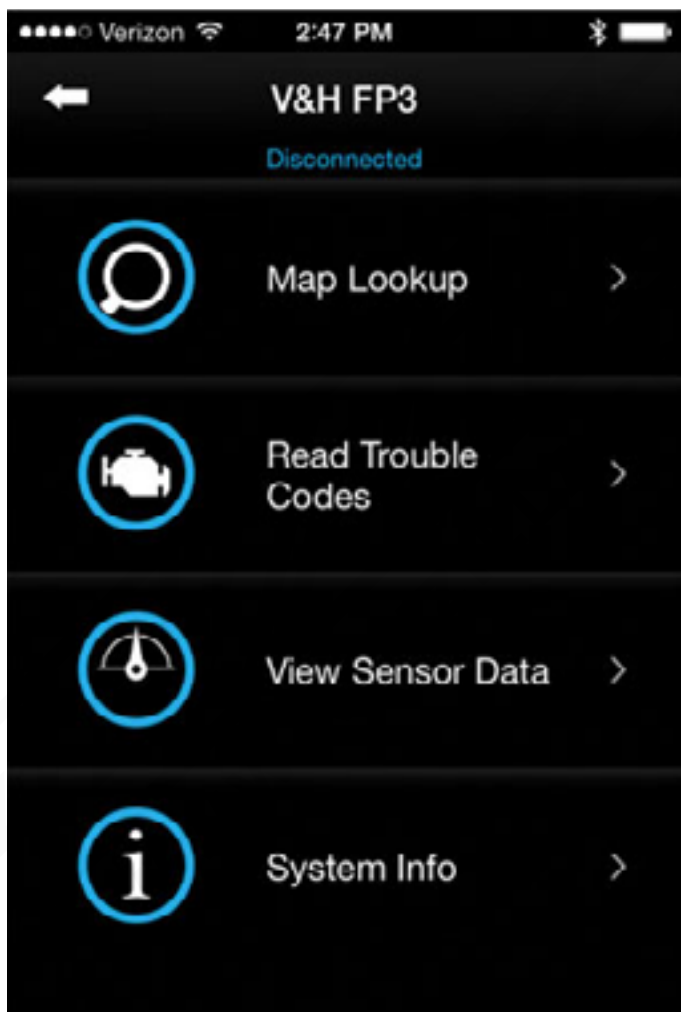 Verizon 2:47 PM
V&H FP3
Disconnected
Map Lookup
Read Trouble
Codes
View Sensor Data
i
System Info